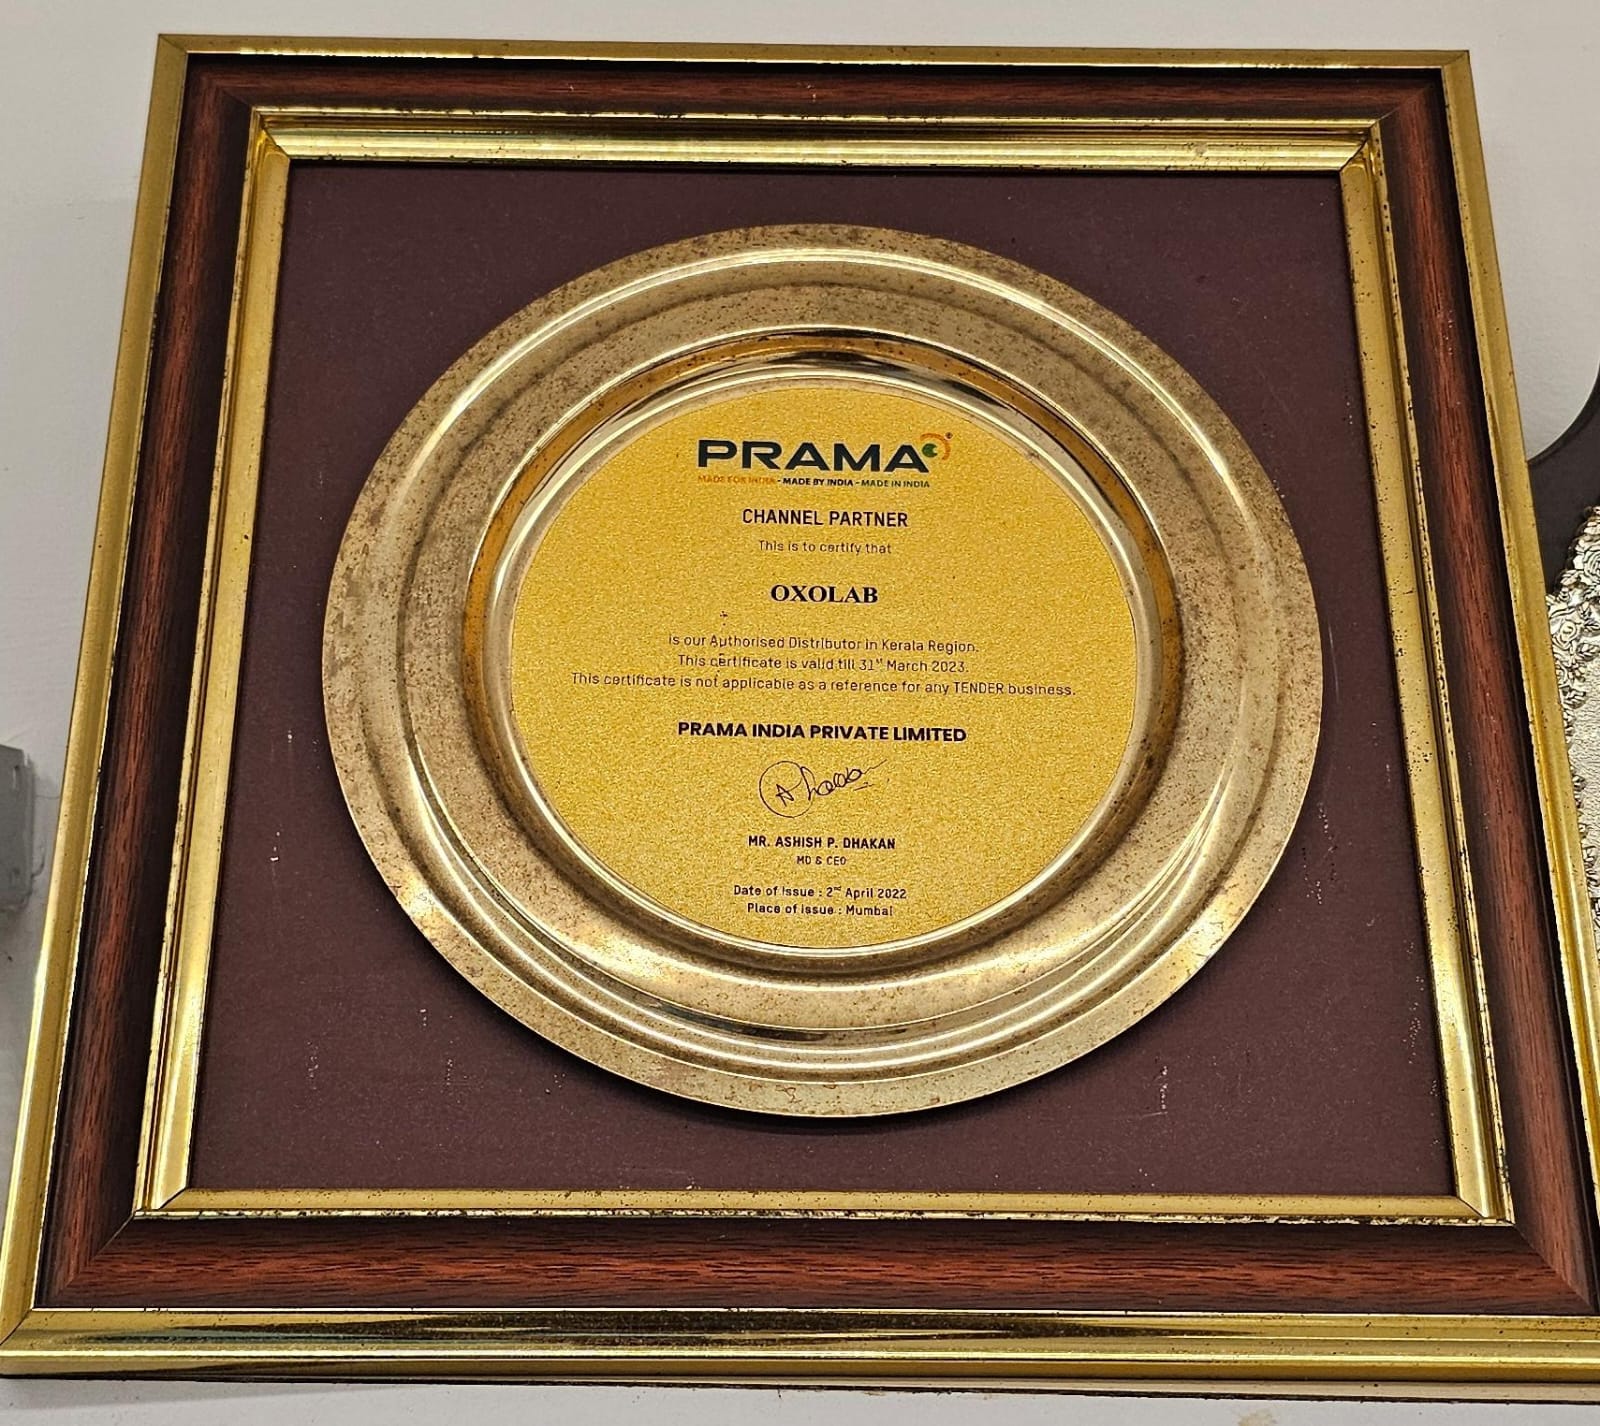 PRAMA®
MADE FOR INDIA - MADE BY INDIA - MADE IN INDIA
CHANNEL PARTNER
This is to certify that
OXOLAB
is our Authorised Distributor in Kerala Region.
This certificate is valid till 31st March 2023.
This certificate is not applicable as a reference for any TENDER business.
PRAMA INDIA PRIVATE LIMITED
MR. ASHISH P. DHAKAN
MD & CEO
Date of Issue : 2nd April 2022
Place of issue : Mumbai